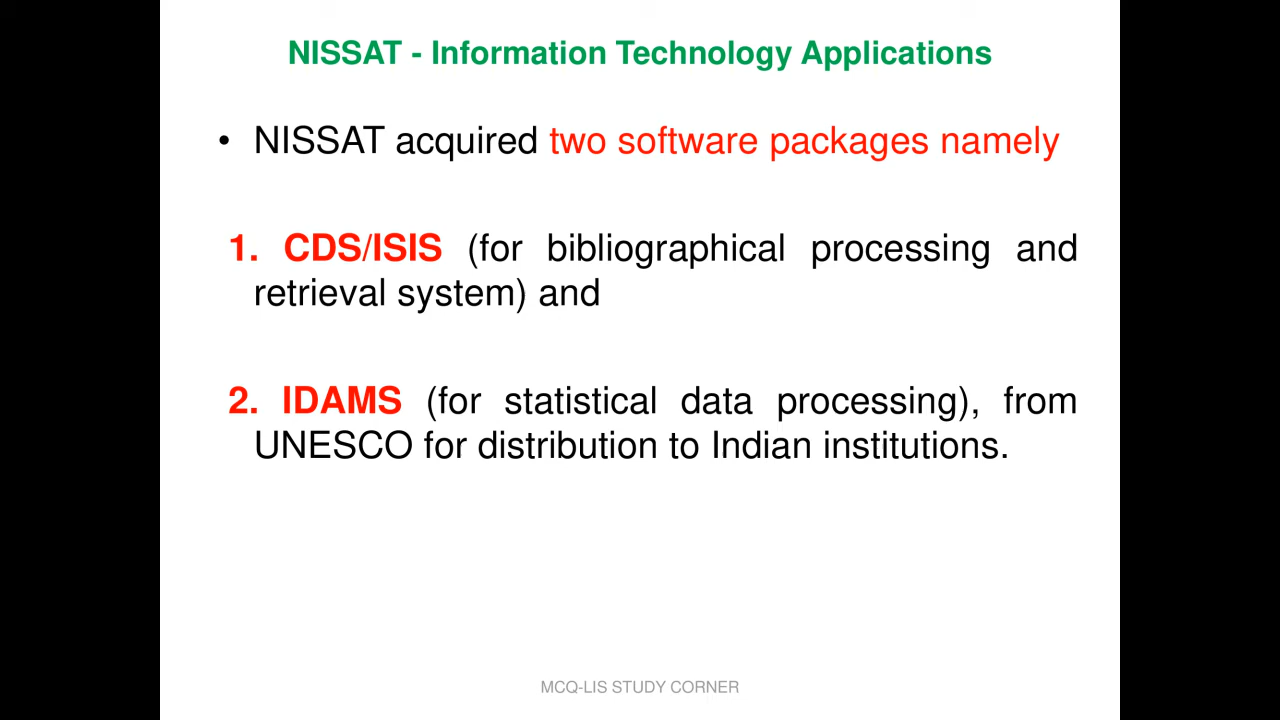 NISSAT - Information Technology Applications
• NISSAT acquired two software packages namely
1. CDS/ISIS (for bibliographical processing and
retrieval system) and
2. IDAMS (for statistical data processing), from
UNESCO for distribution to Indian institutions.
MCQ-LIS STUDY CORNER